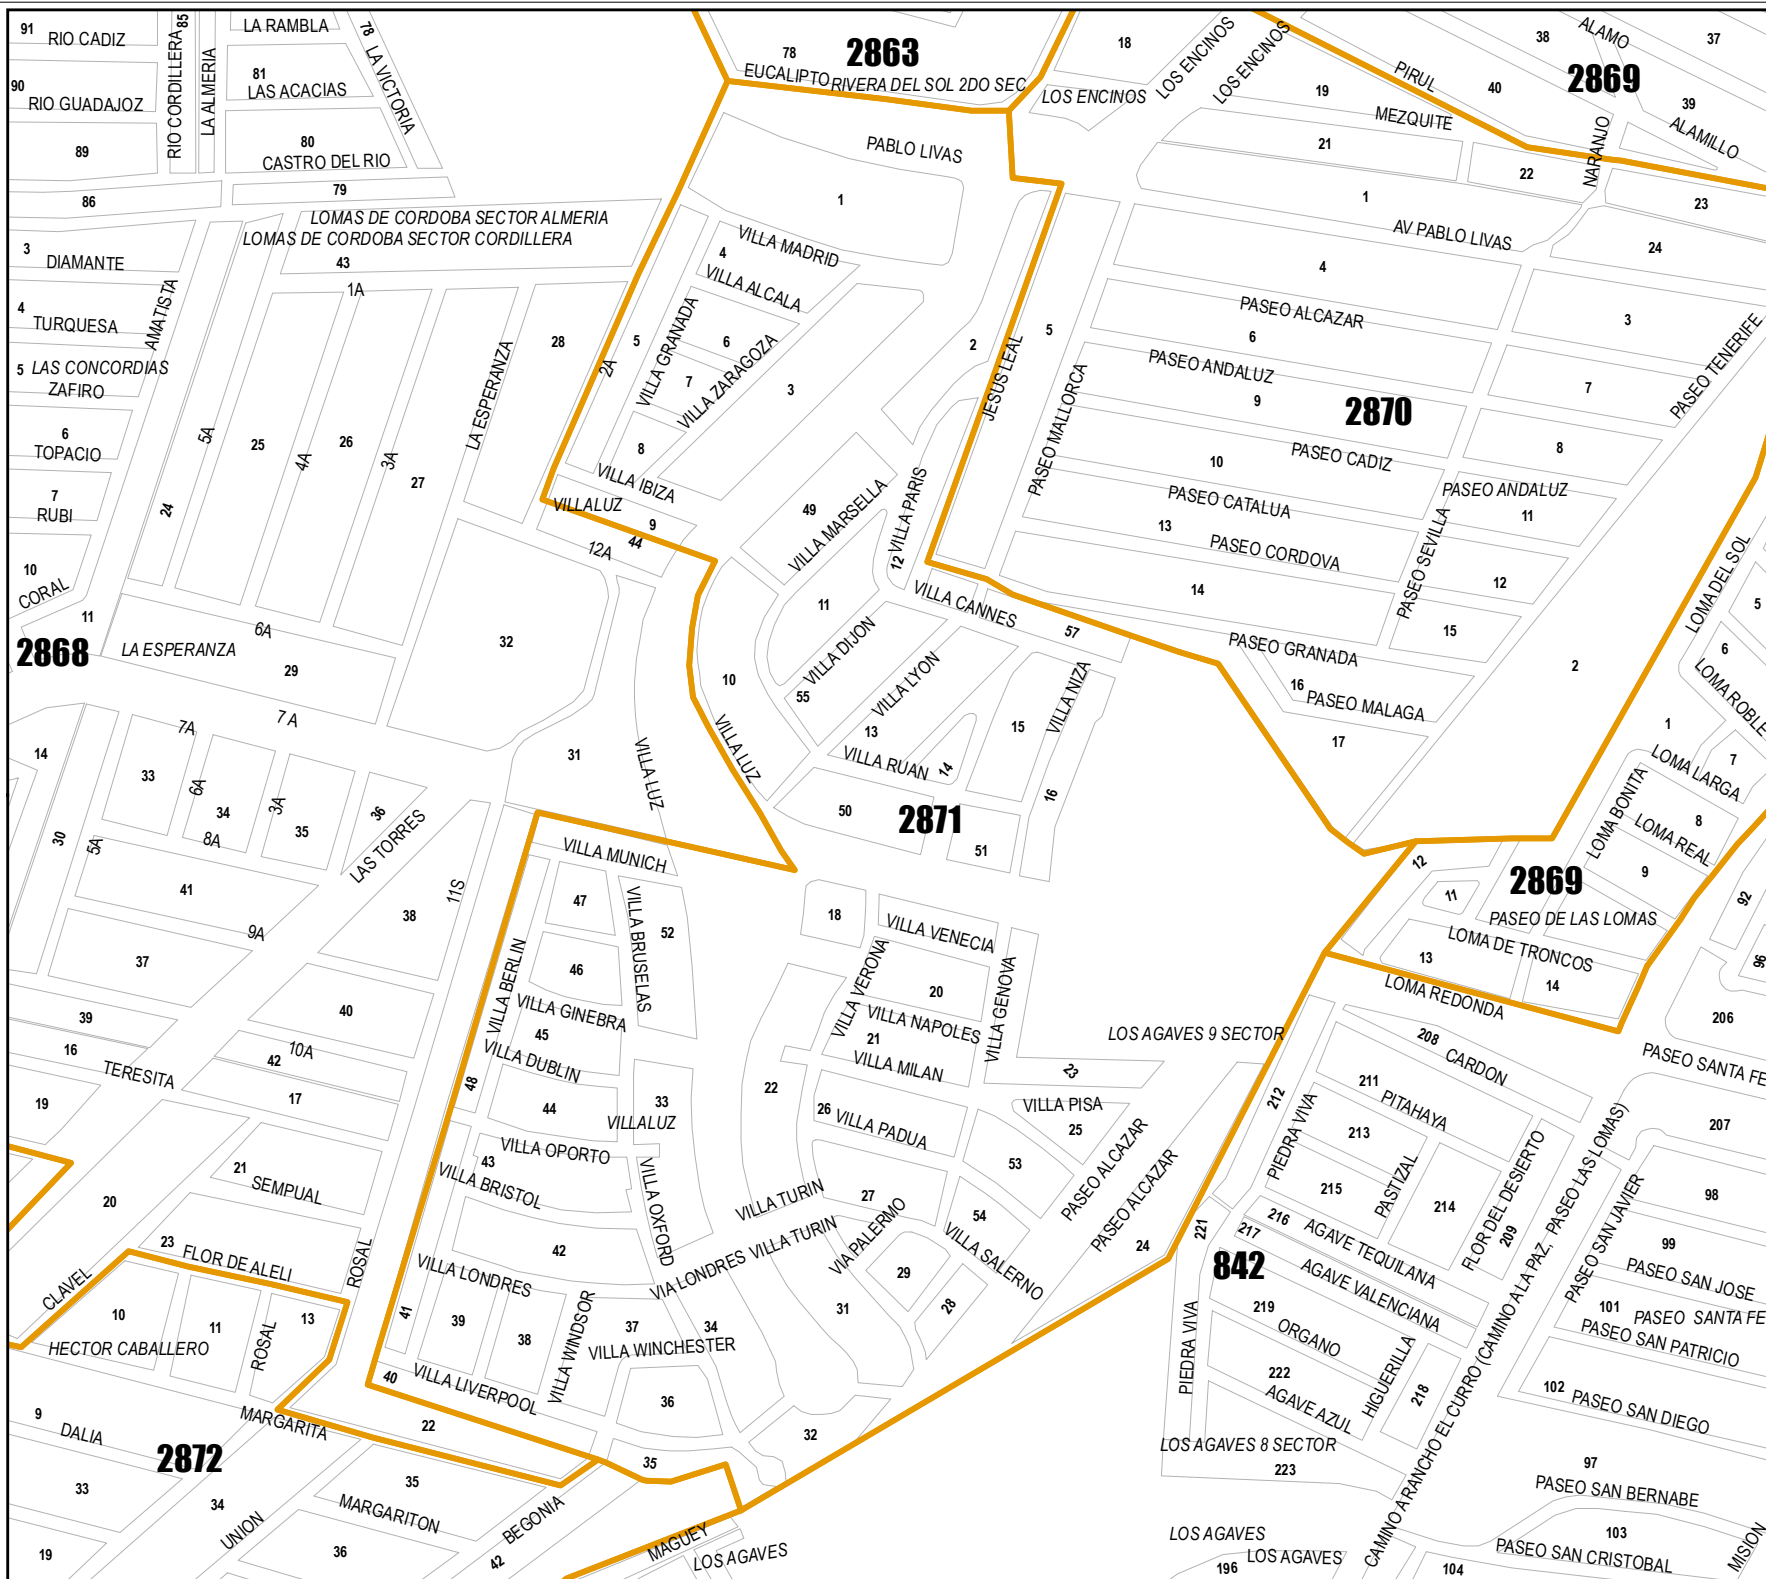 91
RIO CADIZ
RIO CORDILLERA
85
LA RAMBLA
78
LA VICTORIA
78
2863
EUCALIPTO
RIVERA DEL SOL 2DO SEC
18
LOS ENCINOS
LOS ENCINOS
LOS ENCINOS
38
ALAMO
37
PIRUL
2869
90
81
LAS ACACIAS
LA ALMERIA
RIO GUADAJOZ
19
MEZQUITE
40
39
ALAMILLO
89
80
CASTRO DEL RIO
PABLO LIVAS
21
22
NARANJO
86
79
1
1
23
LOMAS DE CORDOBA SECTOR ALMERIA
LOMAS DE CORDOBA SECTOR CORDILLERA
3
DIAMANTE
43
1A
4
VILLA MADRID
VILLA ALCALA
AV PABLO LIVAS
24
4
4
TURQUESA
AMATISTA
5
LAS CONCORDIAS
ZAFIRO
28
5
2A
VILLA GRANADA
6
7
VILLA ZARAGOZA
3
2
JESUS LEAL
5
PASEO ALCAZAR
6
3
PASEO TENERIFE
PASEO ANDALUZ
9
2870
7
PASEO MALLORCA
6
TOPACIO
5A
25
4A
26
3A
27
LA ESPERANZA
8
VILLA IBIZA
VILLALUZ
9
44
12A
PASEO CADIZ
10
8
7
RUBI
24
49
VILLA MARSELLA
VILLA PARIS
12
PASEO CATALUA
PASEO ANDALUZ
11
13
PASEO CORDOVA
PASEO SEVILLA
10
CORAL
11
14
12
LOMA DEL SOL
5
2868
LA ESPERANZA
6A
29
32
11
VILLA DIJON
VILLA CANNES
57
15
PASEO GRANADA
6
LOMA ROBLE
10
55
VILLA LYON
16
PASEO MALAGA
2
7A
7 A
VILLA LUZ
13
VILLA RUAN
14
15
VILLA NIZA
17
1
LOMA LARGA
7
14
33
6A
34
8A
3A
35
36
LAS TORRES
31
VILLA LUZ
50
2871
51
16
LOMA BONITA
8
LOMA REAL
30
5A
VILLA MUNICH
12
2869
9
41
11S
38
47
VILLA BRUSELAS
52
18
VILLA VENECIA
11
PASEO DE LAS LOMAS
92
9A
37
VILLA BERLIN
46
VILLA VERONA
20
VILLA GENOVA
LOMA DE TRONCOS
13
14
96
LOMA REDONDA
39
40
VILLA GINEBRA
45
VILLA NAPOLES
21
VILLA MILAN
LOS AGAVES 9 SECTOR
208
CARDON
206
16
10A
42
TERESITA
VILLA DUBLIN
48
44
33
VILLALUZ
22
23
PASEO SANTA FE
19
17
26
VILLA PADUA
VILLA PISA
25
212
211
PITAHAYA
207
PIEDRA VIVA
213
21
SEMPUAL
VILLA OPORTO
43
VILLA BRISTOL
VILLA OXFORD
53
PASEO ALCAZAR
PASEO ALCAZAR
215
PASTIZAL
214
FLOR DEL DESIERTO
209
98
20
VILLA TURIN
27
54
VILLA SALERNO
221
216
217
AGAVE TEQUILANA
PASEO SAN JAVIER
99
PASEO SAN JOSE
23
FLOR DE ALELI
ROSAL
42
VILLA LONDRES
VIA LONDRES
VILLA TURIN
VIA PALERMO
24
842
AGAVE VALENCIANA
CLAVEL
29
28
10
11
13
ROSAL
41
39
38
VILLA WINDSOR
37
34
31
VILLA WINCHESTER
PIEDRA VIVA
219
ORGANO
101
PASEO SANTA FE
PASEO SAN PATRICIO
HECTOR CABALLERO
40
VILLA LIVERPOOL
36
222
AGAVE AZUL
HIGUERILLA
218
102
PASEO SAN DIEGO
9
DALIA
MARGARITA
22
32
LOS AGAVES 8 SECTOR
223
CAMINO A RANCHO EL CURRO (CAMINO A LA PAZ, PASEO LAS LOMAS)
2872
35
97
PASEO SAN BERNABE
33
34
UNION
35
MARGARITON
BEGONIA
42
36
19
MAGUEY
LOS AGAVES
LOS AGAVES
196
LOS AGAVES
103
PASEO SAN CRISTOBAL
104
MISION